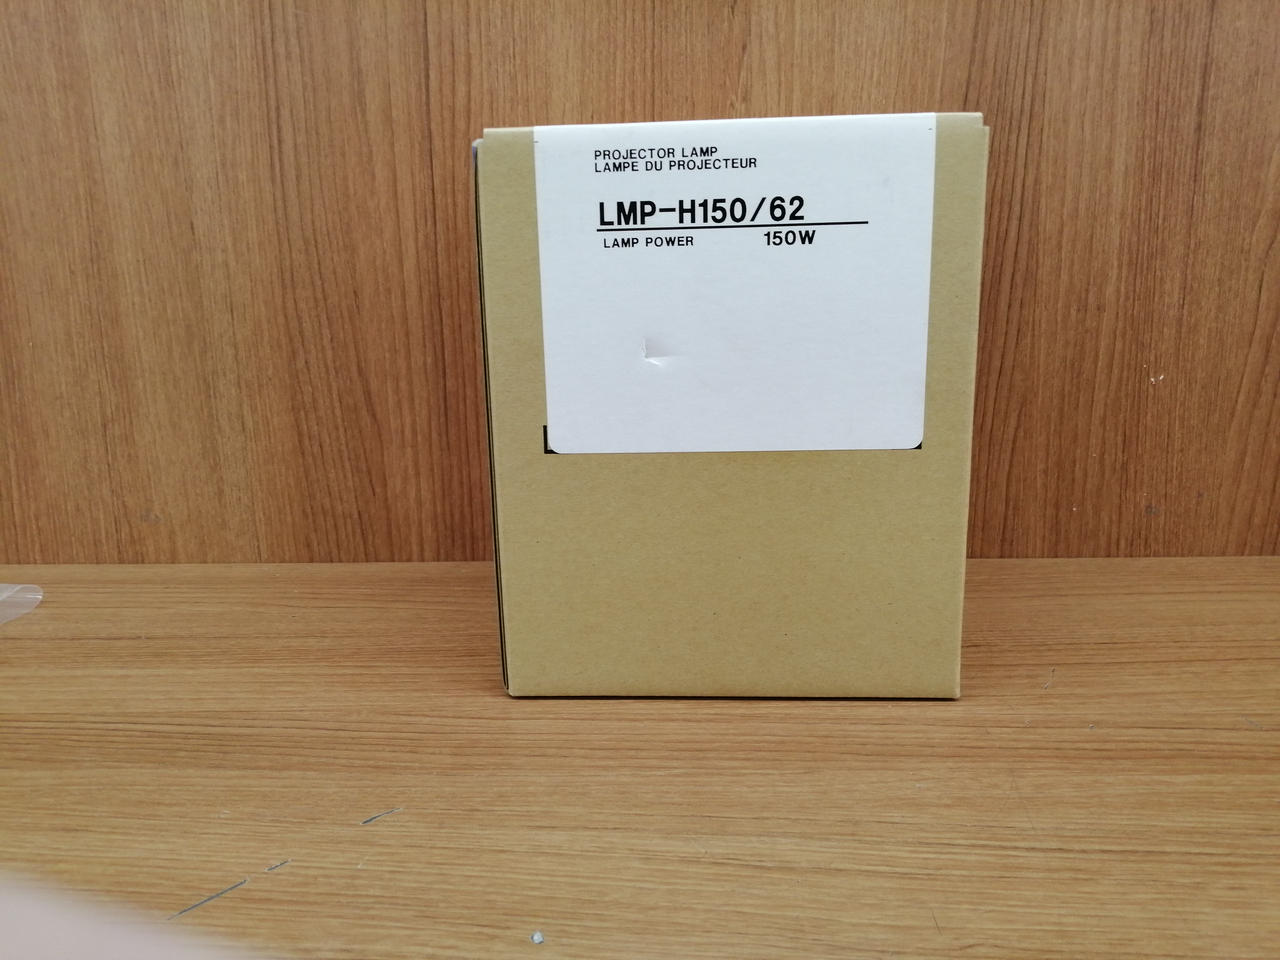 PROJECTOR LAMP
LAMPE DU PROJECTEUR
LMP-H150/62
LAMP POWER 150W